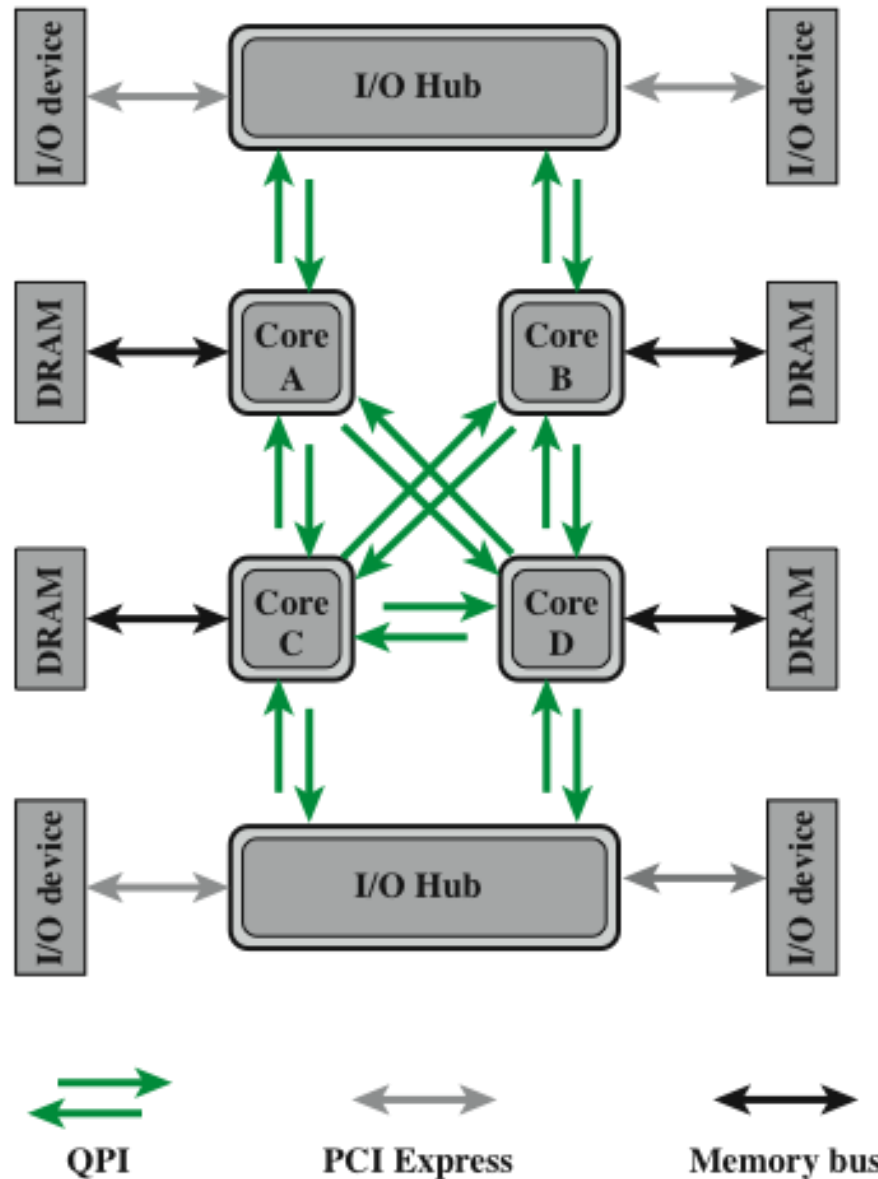 I/O device
I/O Hub
I/O device
DRAM
Core
A
Core
B
DRAM
DRAM
Core
C
Core
D
DRAM
I/O device
I/O Hub
I/O device
QPI
PCI Express
Memory bus